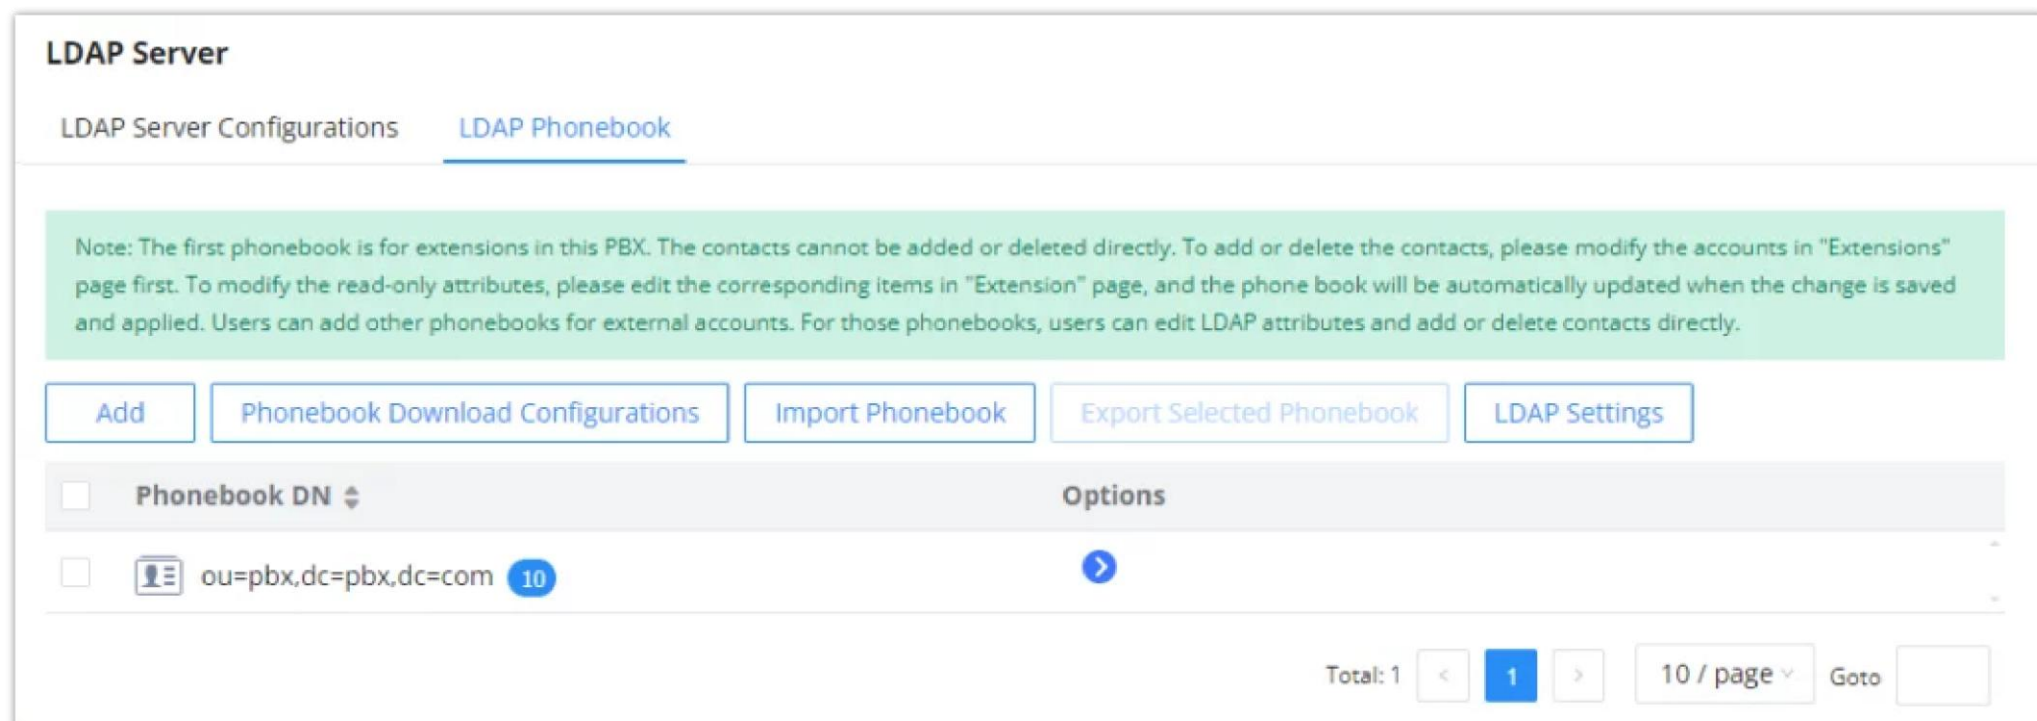 LDAP Server
LDAP Server Configurations LDAP Phonebook
Note: The first phonebook is for extensions in this PBX. The contacts cannot be added or deleted directly. To add or delete the contacts, please modify the accounts in "Extensions"
page first. To modify the read-only attributes, please edit the corresponding items in "Extension" page, and the phone book will be automatically updated when the change is saved
and applied. Users can add other phonebooks for external accounts. For those phonebooks, users can edit LDAP attributes and add or delete contacts directly.
Add Phonebook Download Configurations Import Phonebook Export Selected Phonebook LDAP Settings
Phonebook DN Options
ou=pbx,dc=pbx,dc=com 10
Total: 1 < 1 > 10 / page Goto